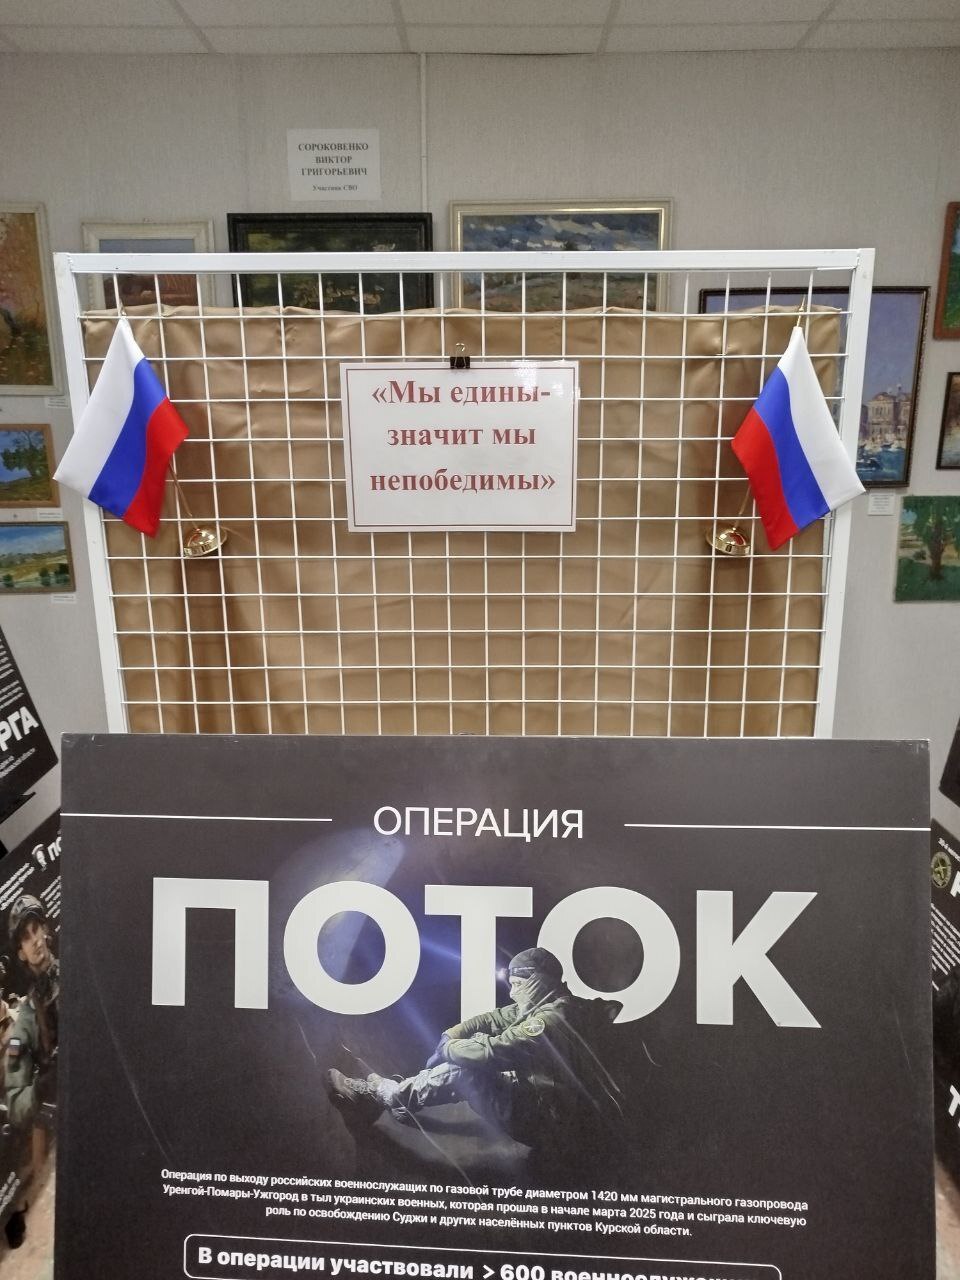 СОРОКОВЕНКО
ВИКТОР
ГРИГОРЬЕВИЧ
Участник СВО
«Мы едины-
значит мы
непобедимы»
РГА
ОПЕРАЦИЯ
ПОТОК
Операция по выходу российских военнослужащих по газовой трубе диаметром 1420 мм магистрального газопровода
Уренгой-Помары-Ужгород в тыл украинских военных, которая прошла в начале марта 2025 года и сыграла ключевую
роль по освобождению Суджи и других населённых пунктов Курской области.
В операции участвовали > 600